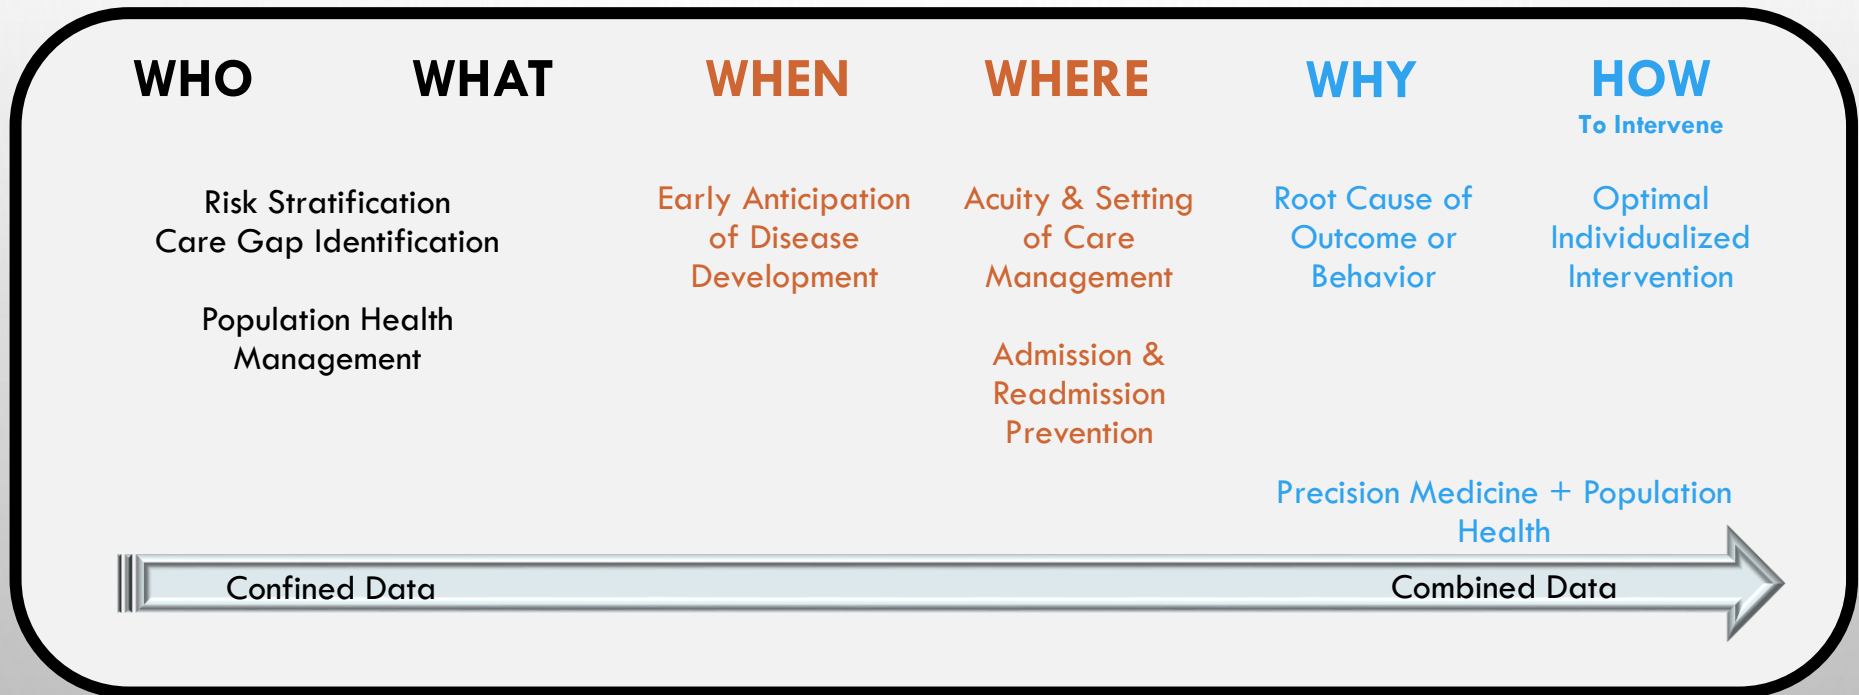 WHO
WHAT
WHEN
WHERE
WHY
HOW
To Intervene
Risk Stratification
Care Gap Identification
Population Health
Management
Early Anticipation
of Disease
Development
Acuity & Setting
of Care
Management
Admission &
Readmission
Prevention
Root Cause of
Outcome or
Behavior
Optimal
Individualized
Intervention
Precision Medicine + Population
Health
Confined Data
Combined Data